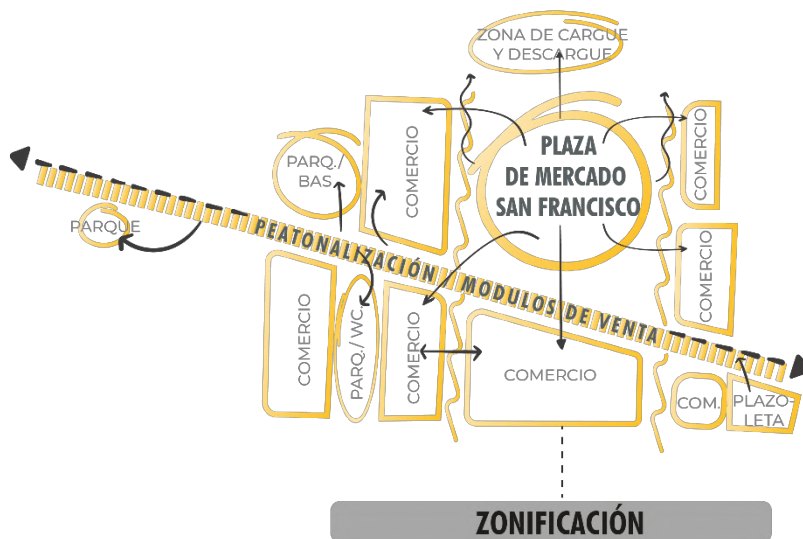 ZONA DE CARGUE
Y DESCARGUE
COMERCIO
PARQ./
BAS.
PLAZA
DE MERCADO
SAN FRANCISCO
COMERCIO
PARQUE
PEATONALIZACIÓN / MODULOS DE VENTA
COMERCIO
COMERCIO
PARQ./WC.
COMERCIO
COMERCIO
COM.
PLAZO-
LETA
ZONIFICACIÓN